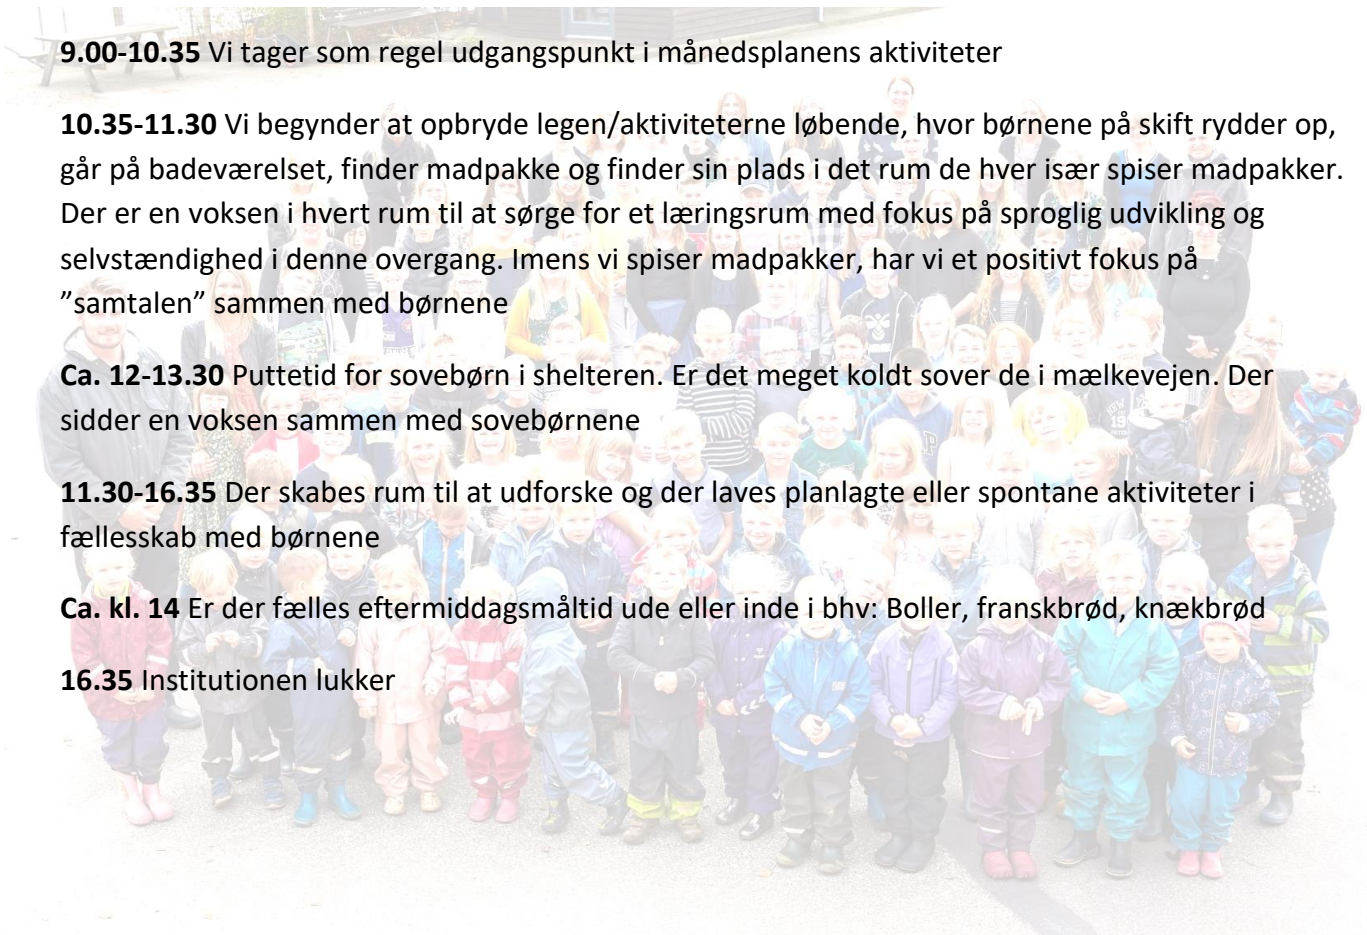 9.00-10.35 Vi tager som regel udgangspunkt i månedsplanens aktiviteter
10.35-11.30 Vi begynder at opbryde legen/aktiviteterne løbende, hvor børnene på skift rydder op,
går på badeværelset, finder madpakke og finder sin plads i det rum de hver især spiser madpakker.
Der er en voksen i hvert rum til at sørge for et læringsrum med fokus på sproglig udvikling og
selvstændighed i denne overgang. Imens vi spiser madpakker, har vi et positivt fokus på
”samtalen” sammen med børnene
Ca. 12-13.30 Puttetid for sovebørn i shelteren. Er det meget koldt sover de i mælkevejen. Der
sidder en voksen sammen med sovebørnene
11.30-16.35 Der skabes rum til at udforske og der laves planlagte eller spontane aktiviteter i
fællesskab med børnene
Ca. kl. 14 Er der fælles eftermiddagsmåltid ude eller inde i bhv: Boller, franskbrød, knækbrød
16.35 Institutionen lukker